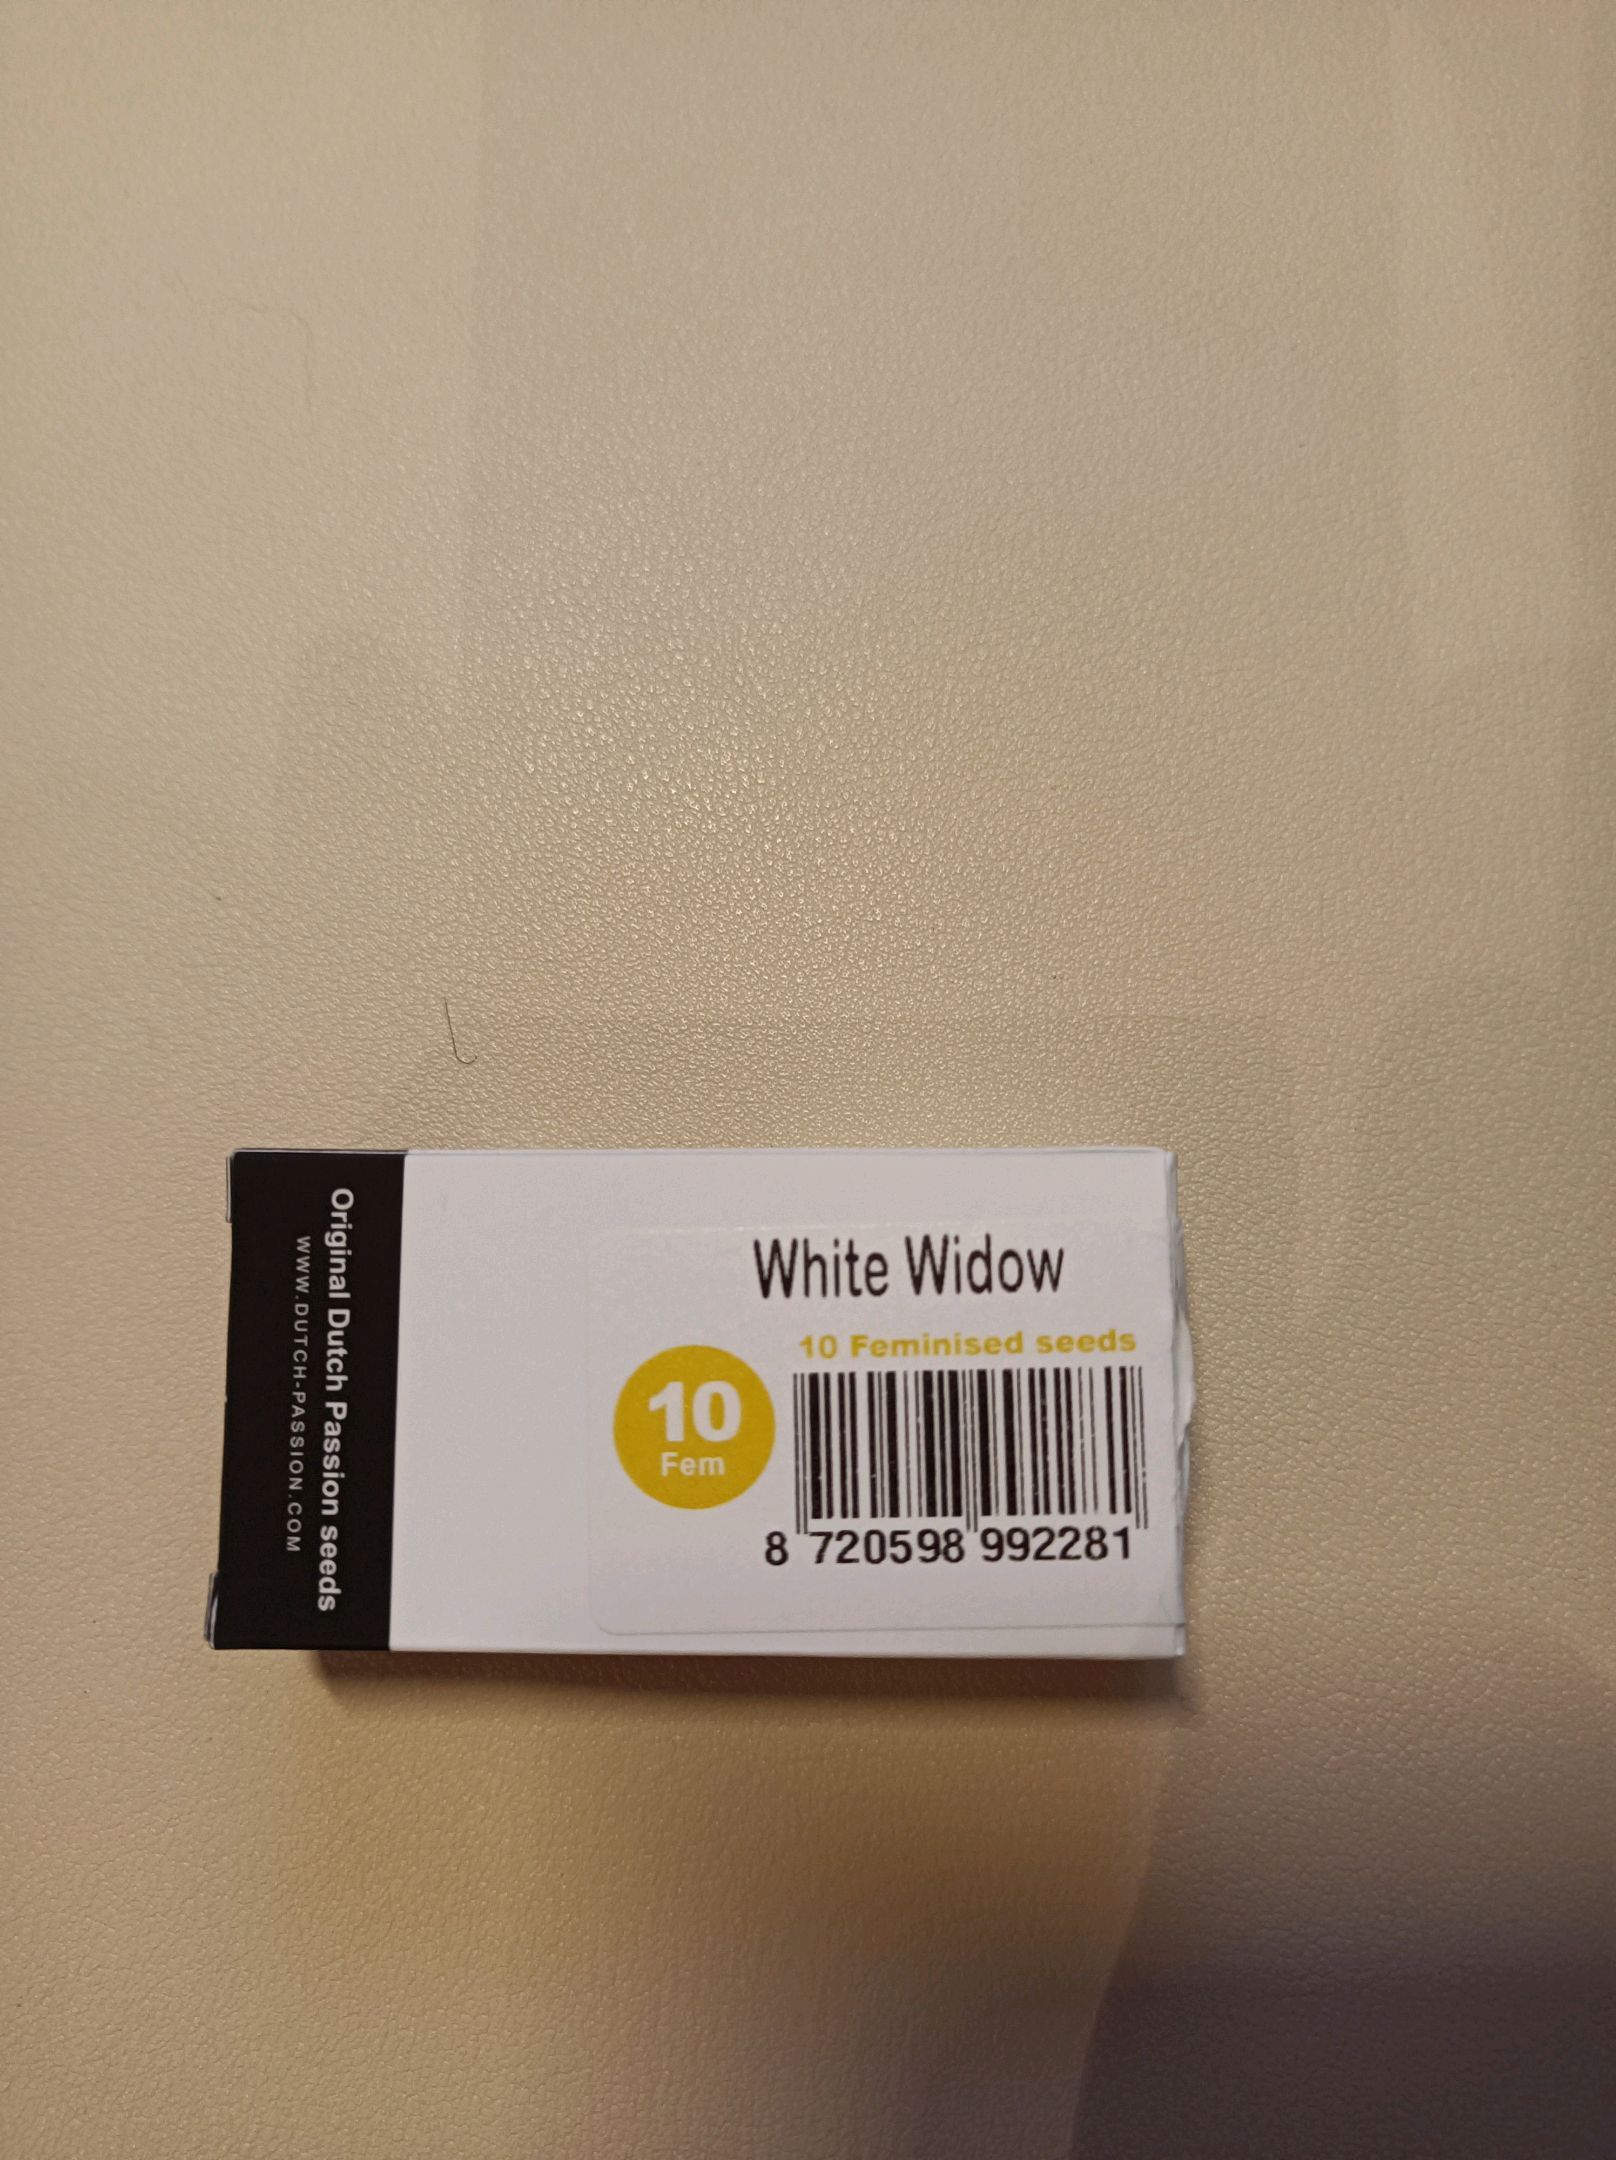 Original Dutch Passion seeds
WWW.DUTCH-PASSION.COM
White Widow
10 Feminised seeds
10
Fem
8 720598 992281